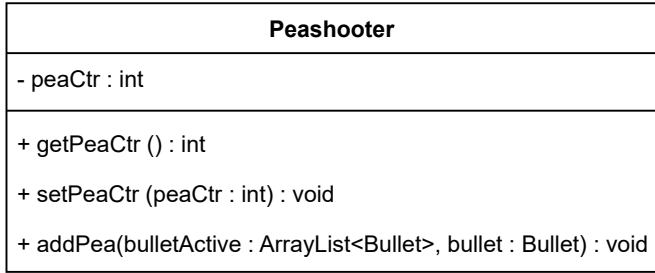 Peashooter
- peaCtr : int
+ getPeaCtr () : int
+ setPeaCtr (peaCtr : int) : void
+ addPea(bulletActive : ArrayList<Bullet>, bullet : Bullet) : void